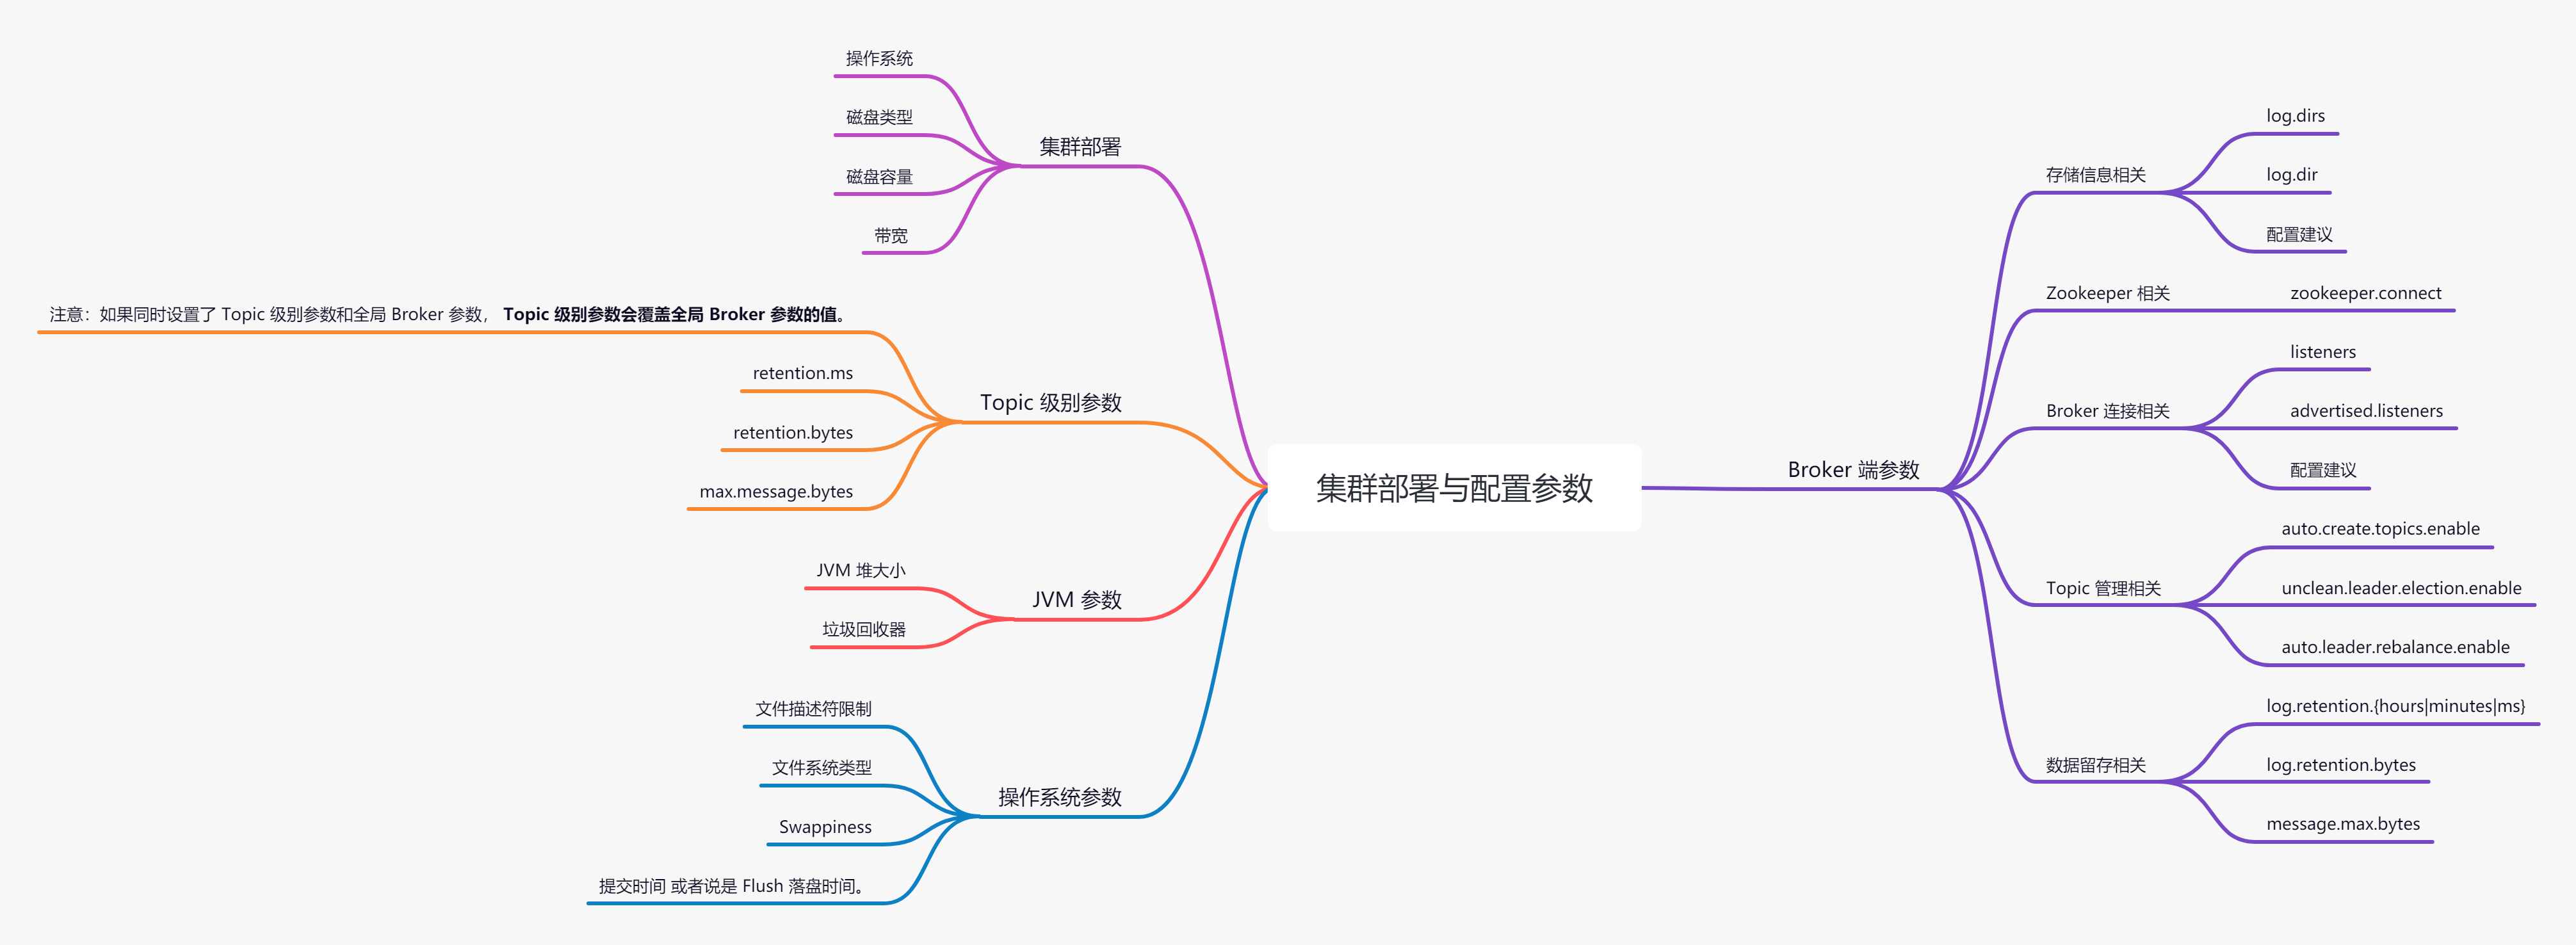 集群部署与配置参数
集群部署
操作系统
磁盘类型
磁盘容量
带宽
Topic 级别参数
注意：如果同时设置了 Topic 级别参数和全局 Broker 参数， Topic 级别参数会覆盖全局 Broker 参数的值。
retention.ms
retention.bytes
max.message.bytes
JVM 参数
JVM 堆大小
垃圾回收器
操作系统参数
文件描述符限制
文件系统类型
Swappiness
提交时间 或者说是 Flush 落盘时间。
Broker 端参数
存储信息相关
log.dirs
log.dir
配置建议
Zookeeper 相关
zookeeper.connect
Broker 连接相关
listeners
advertised.listeners
配置建议
Topic 管理相关
auto.create.topics.enable
unclean.leader.election.enable
auto.leader.rebalance.enable
数据留存相关
log.retention.{hours|minutes|ms}
log.retention.bytes
message.max.bytes